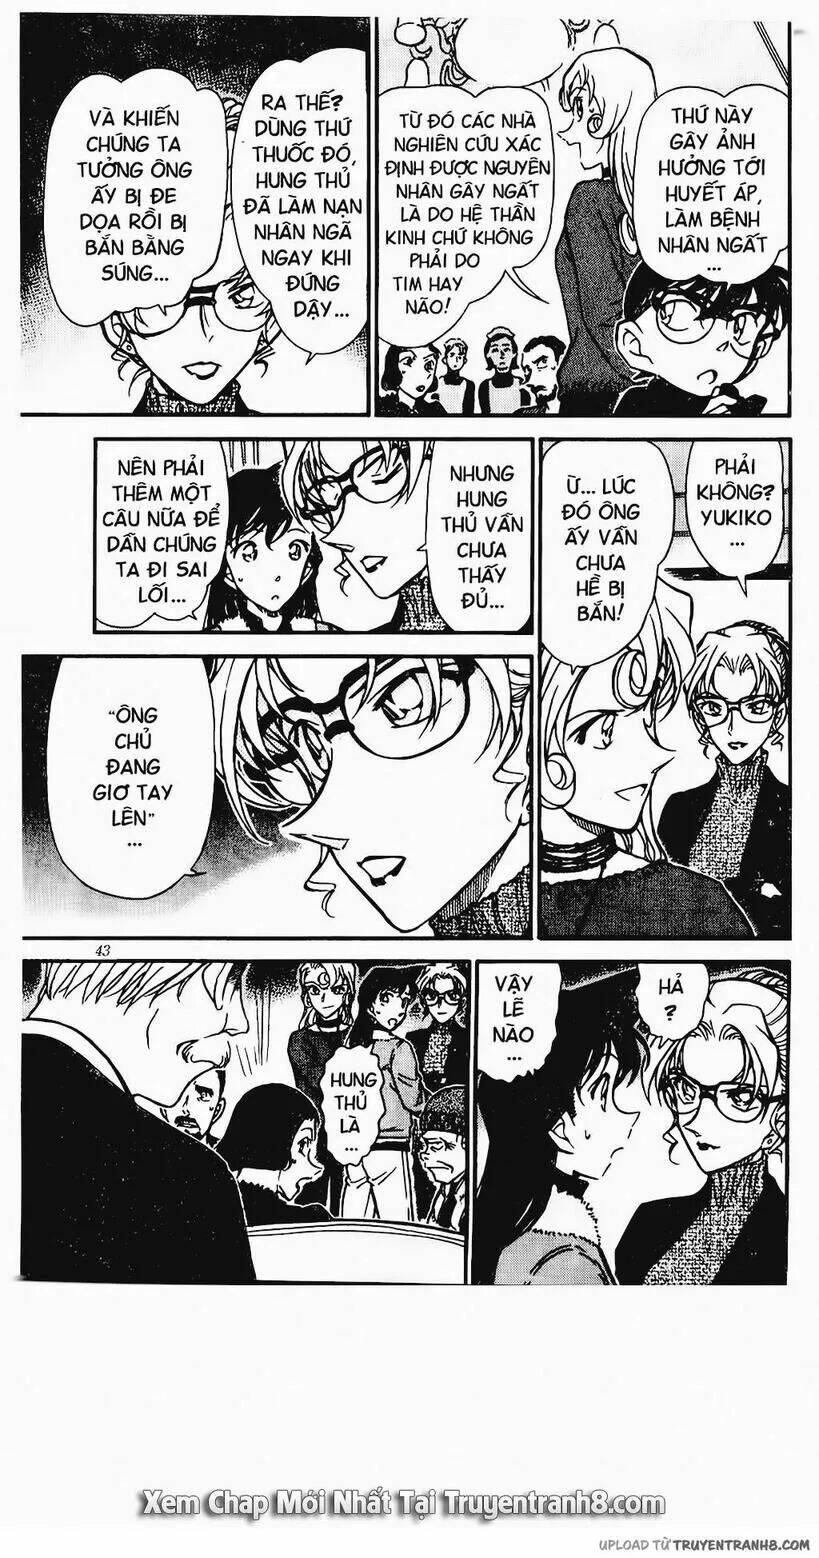 THỨ NÀY
GÂY ẢNH
HƯỞNG TỚI
HUYẾT ÁP,
LÀM BỆNH
NHÂN NGẤT
...
TỪ ĐÓ CÁC NHÀ
NGHIÊN CỨU XÁC
ĐỊNH ĐƯỢC NGUYÊN
NHÂN GÂY NGẤT
LÀ DO HỆ THẦN
KINH CHỨ KHÔNG
PHẢI DO
TIM HAY
NÃO!
RA THẾ?
DÙNG THỨ
THUỐC ĐÓ,
HUNG THỦ
ĐÃ LÀM NẠN
NHÂN NGÃ
NGAY KHI
ĐỨNG
DẬY...
VÀ KHIẾN
CHÚNG TA
TƯỞNG ÔNG
ẤY BỊ ĐE
DỌA RỒI BỊ
BẮN BẰNG
SÚNG...
PHẢI
KHÔNG?
YUKIKO
...
Ừ... LÚC
ĐÓ ÔNG
ẤY VẪN
CHƯA
HỀ BỊ
BẮN!
NHƯNG
HUNG
THỦ VẪN
CHƯA
THẤY
ĐỦ...
NÊN PHẢI
THÊM MỘT
CÂU NỮA ĐỂ
DẪN CHÚNG
TA ĐI SAI
LỐI...
"ÔNG
CHỦ
ĐANG
GIƠ TAY
LÊN"
...
43
HẢ
?
VẬY
LẼ
NÀO
...
HUNG
THỦ
LÀ
...
Xem Chap Mới Nhất Tại Truyentranh8.com
UPLOAD TỪ TRUYENTRANH8.COM